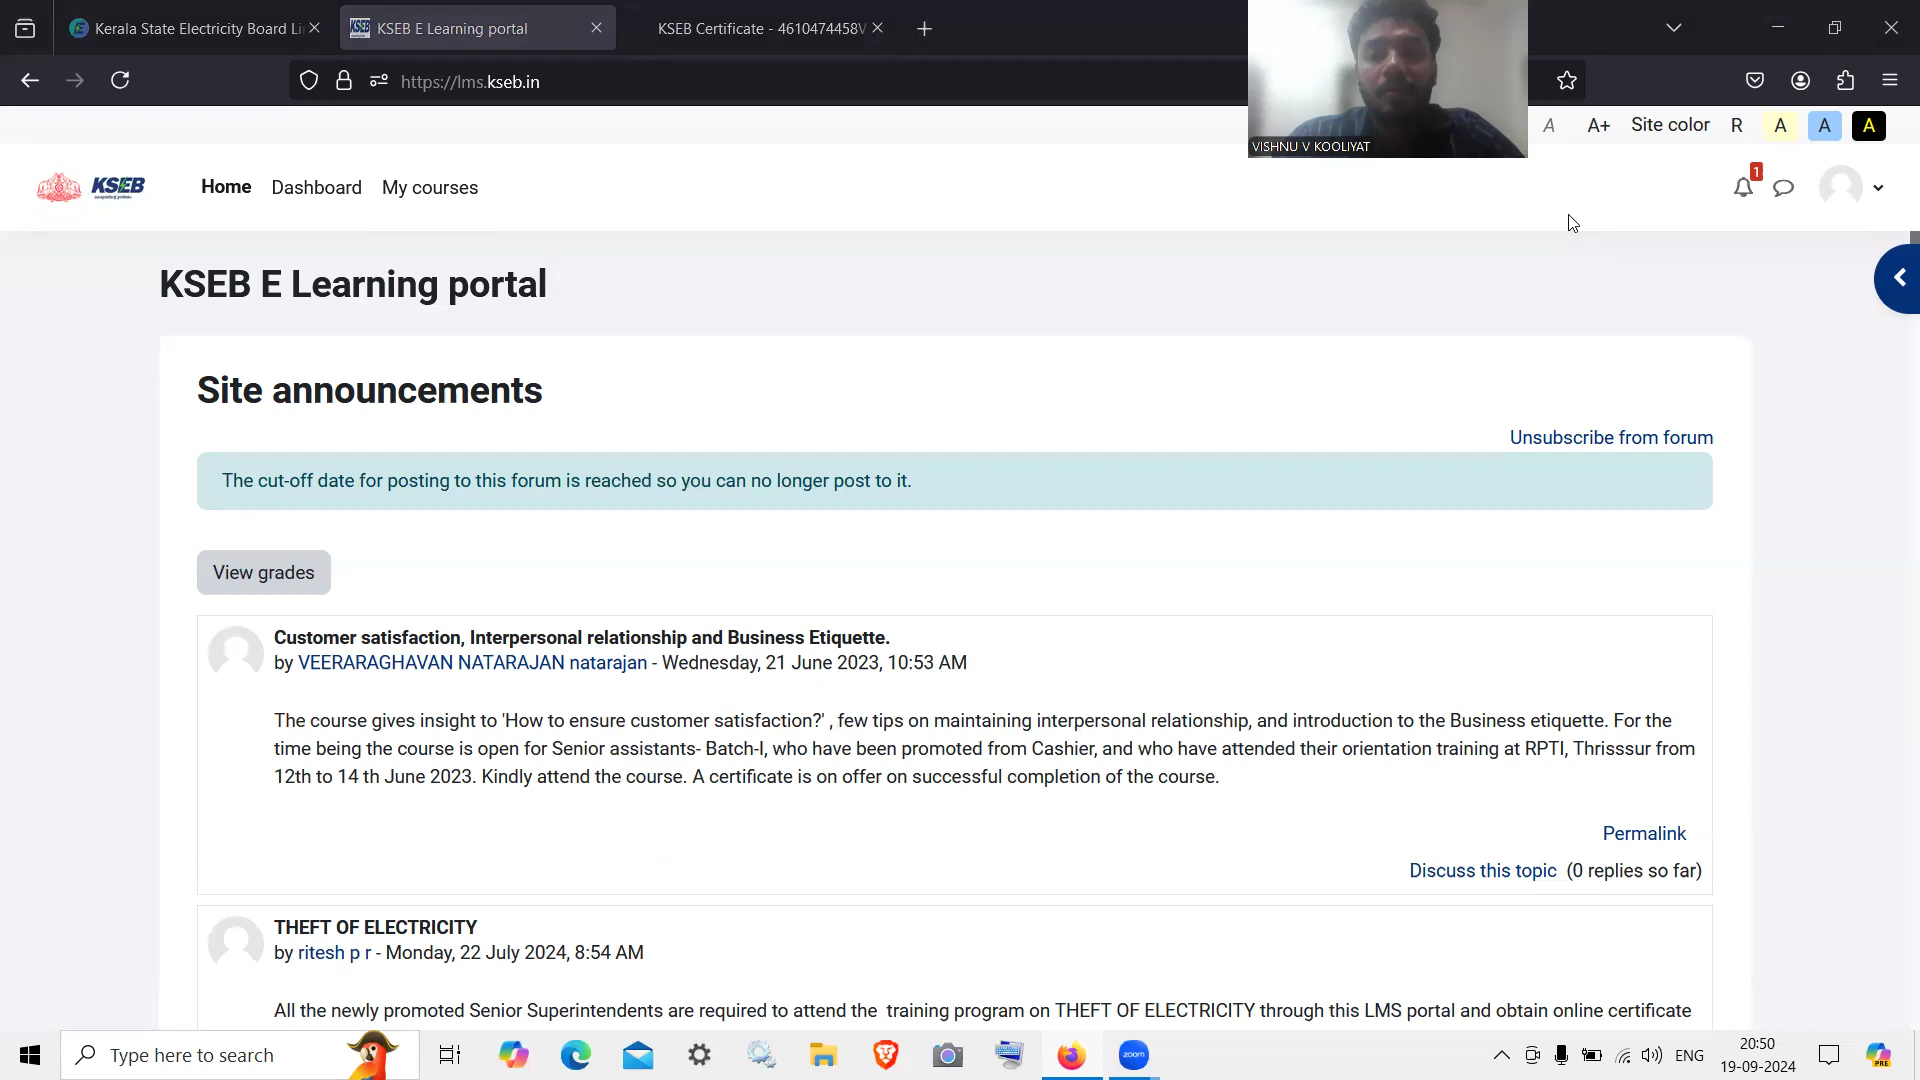 Kerala State Electricity Board Li
KSEB E Learning portal
KSEB Certificate - 4610474458V
https://lms.kseb.in
VISHNU V KOOLIYAT
A A+ Site color R A A A
KSEB
Home Dashboard My courses
1
KSEB E Learning portal
Site announcements
Unsubscribe from forum
The cut-off date for posting to this forum is reached so you can no longer post to it.
View grades
Customer satisfaction, Interpersonal relationship and Business Etiquette.
by VEERARAGHAVAN NATARAJAN natarajan - Wednesday, 21 June 2023, 10:53 AM
The course gives insight to 'How to ensure customer satisfaction?' , few tips on maintaining interpersonal relationship, and introduction to the Business etiquette. For the
time being the course is open for Senior assistants- Batch-I, who have been promoted from Cashier, and who have attended their orientation training at RPTI, Thrisssur from
12th to 14 th June 2023. Kindly attend the course. A certificate is on offer on successful completion of the course.
Permalink
Discuss this topic (0 replies so far)
THEFT OF ELECTRICITY
by ritesh p r - Monday, 22 July 2024, 8:54 AM
All the newly promoted Senior Superintendents are required to attend the training program on THEFT OF ELECTRICITY through this LMS portal and obtain online certificate
Type here to search
zoom
ENG
20:50
19-09-2024
PRE